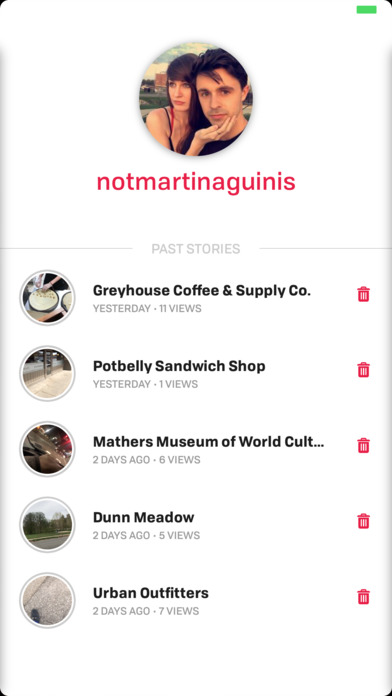 notmartinaguinis
PAST STORIES
Greyhouse Coffee & Supply Co.
YESTERDAY • 11 VIEWS
Potbelly Sandwich Shop
YESTERDAY • 1 VIEWS
Mathers Museum of World Cult...
2 DAYS AGO • 6 VIEWS
Dunn Meadow
2 DAYS AGO • 5 VIEWS
Urban Outfitters
2 DAYS AGO • 7 VIEWS